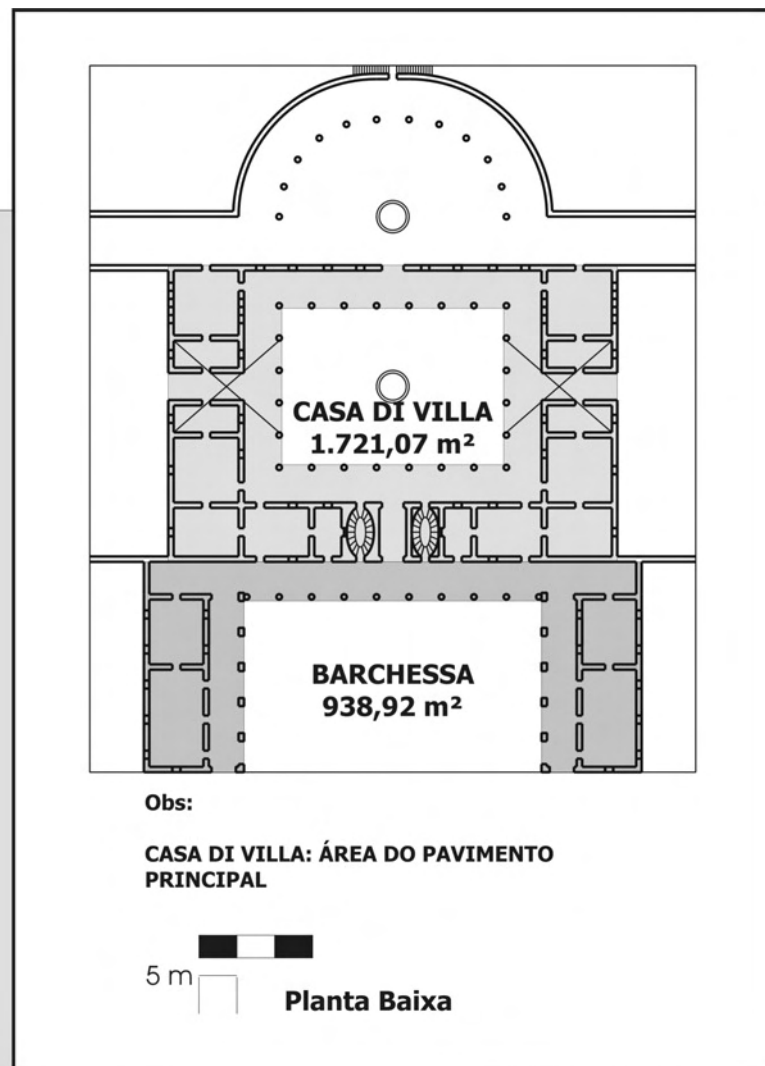 CASA DI VILLA
1.721,07 m²
BARCHESSA
938,92 m²
Obs:
CASA DI VILLA: ÁREA DO PAVIMENTO
PRINCIPAL
5 m
Planta Baixa